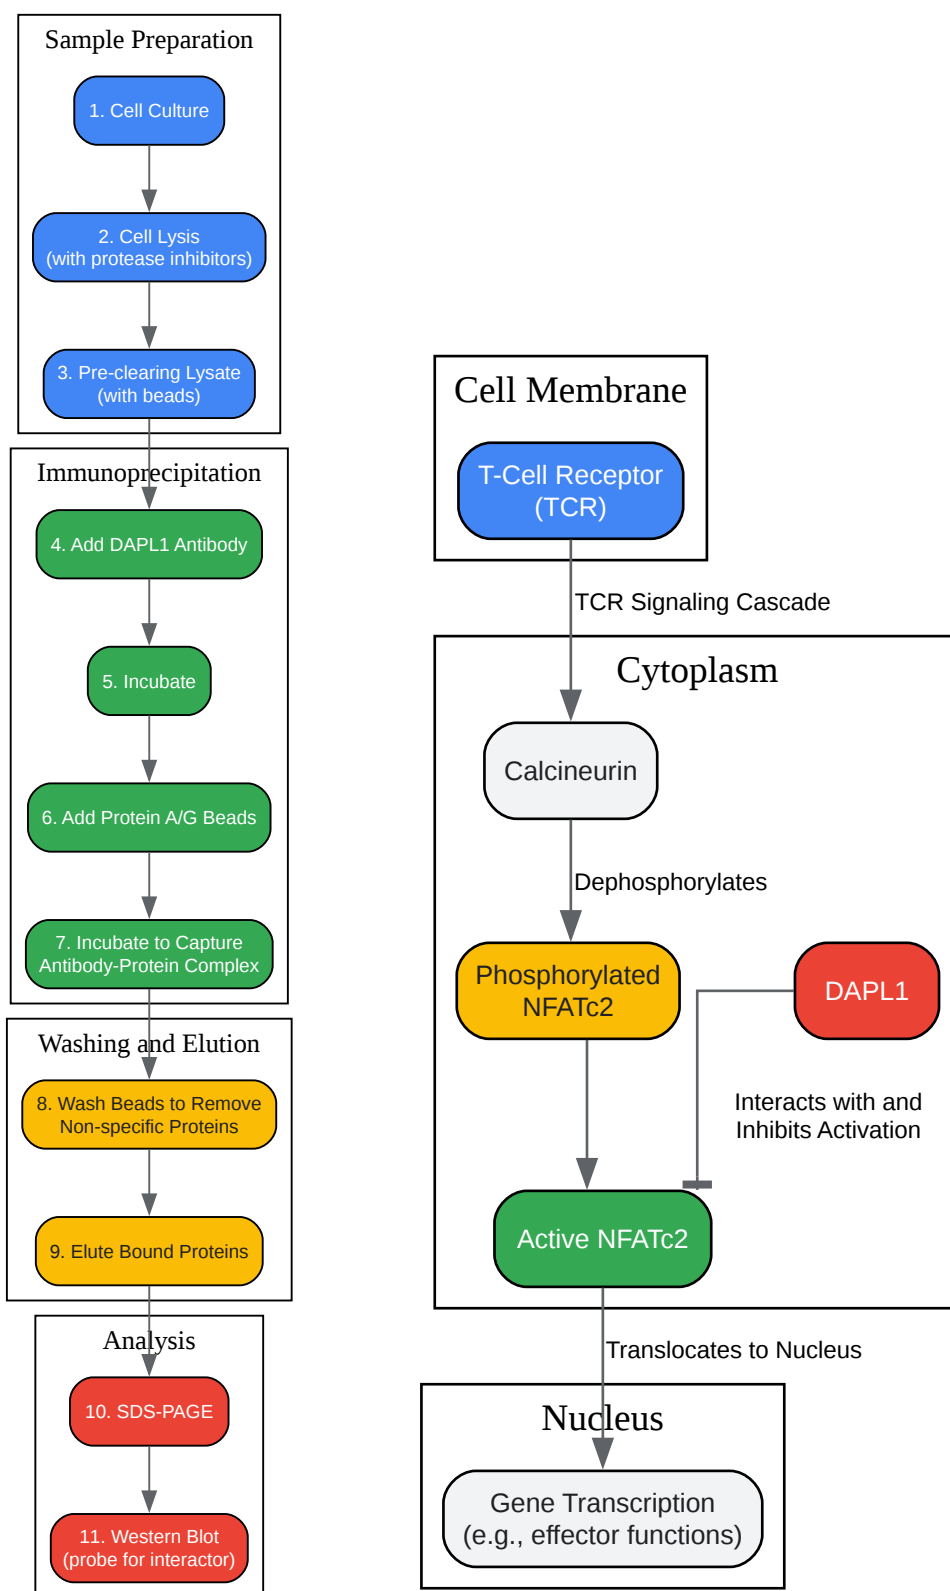 Sample Preparation
1. Cell Culture
2. Cell Lysis
(with protease inhibitors)
3. Pre-clearing Lysate
(with beads)
Immunoprecipitation
4. Add DAPL1 Antibody
5. Incubate
6. Add Protein A/G Beads
7. Incubate to Capture
Antibody-Protein Complex
Washing and Elution
8. Wash Beads to Remove
Non-specific Proteins
9. Elute Bound Proteins
Analysis
10. SDS-PAGE
11. Western Blot
(probe for interactor)
Cell Membrane
T-Cell Receptor
(TCR)
TCR Signaling Cascade
Cytoplasm
Calcineurin
Dephosphorylates
Phosphorylated
NFATc2
DAPL1
Interacts with and
Inhibits Activation
Active NFATc2
Translocates to Nucleus
Nucleus
Gene Transcription
(e.g., effector functions)